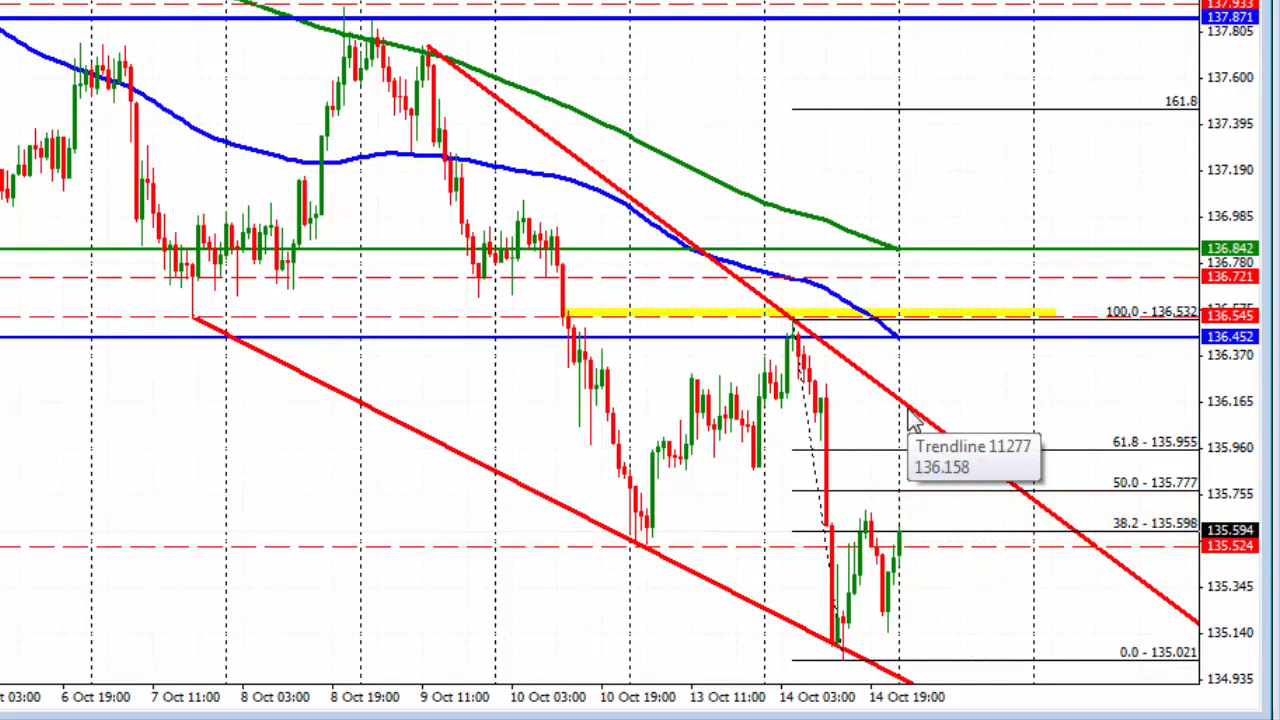 137.933
137.871
137.805
137.600
161.8
137.395
137.190
136.985
136.842
136.780
136.721
100.0 - 136.532
136.545
136.452
136.370
136.165
61.8 - 135.955
135.960
Trendline 11277
136.158
50.0 - 135.777
135.755
38.2 - 135.598
135.594
135.524
135.345
135.140
0.0 - 135.021
134.935
ct 03:00
6 Oct 19:00
7 Oct 11:00
8 Oct 03:00
8 Oct 19:00
9 Oct 11:00
10 Oct 03:00
10 Oct 19:00
13 Oct 11:00
14 Oct 03:00
14 Oct 19:00